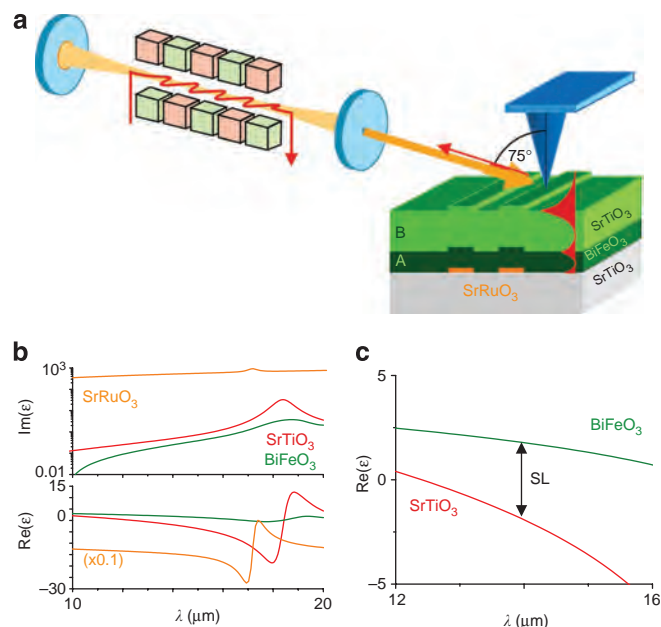 a
75°
B
A
SrTiO3
BiFeO3
SrTiO3
SrRuO3
b
10³
Im(ε)
SrRuO3
SrTiO3
BiFeO3
0.01
15
0
Re(ε)
(x0.1)
−30
10
20
λ (μm)
c
5
BiFeO3
Re(ε)
0
SL
SrTiO3
−5
12
14
16
λ (μm)